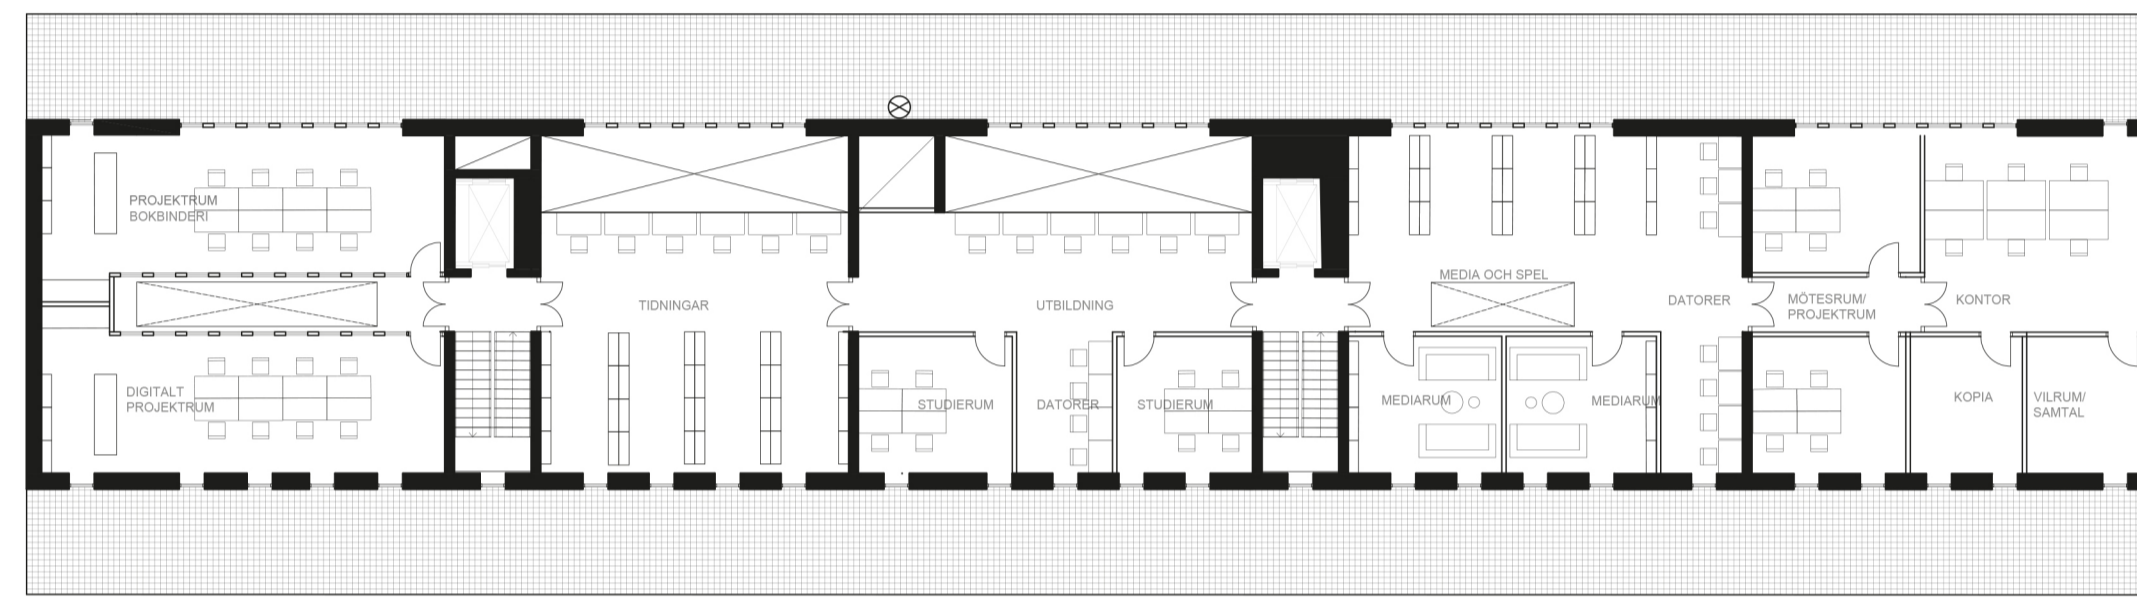 PROJEKTRUM
BOKBINDERI
DIGITALT
PROJEKTRUM
TIDNINGAR
UTBILDNING
STUDIERUM
DATORER
STUDIERUM
MEDIA OCH SPEL
MEDIARUM
MEDIARUM
DATORER
MÖTESRUM/
PROJEKTRUM
KONTOR
KOPIA
VILRUM/
SAMTAL